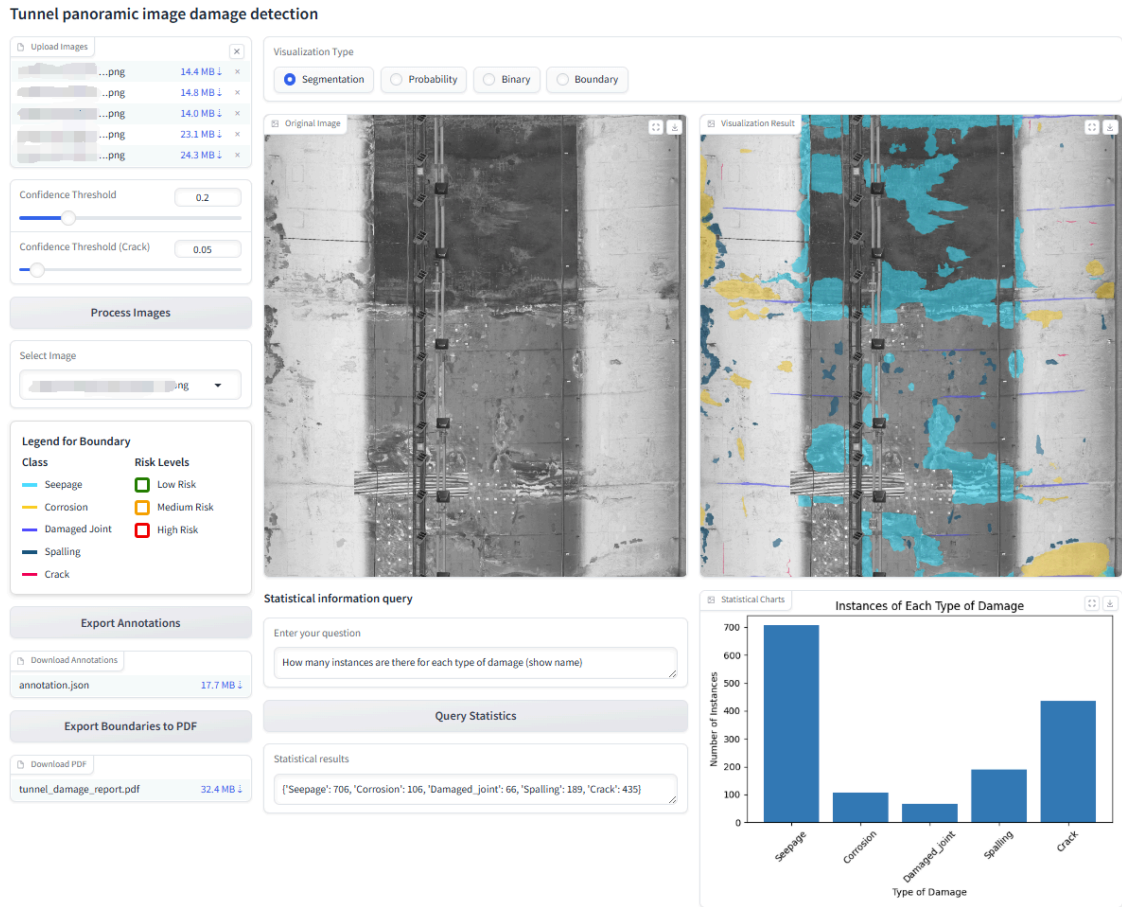 Tunnel panoramic image damage detection
Upload Images
...png 14.4 MB↓ ×
..png 14.8 MB↓ ×
...png 14.0 MB↓ ×
...png 23.1 MB↓ ×
...png 24.3 MB↓ ×
Confidence Threshold 0.2
Confidence Threshold (Crack) 0.05
Process Images
Select Image
ng
Legend for Boundary
Class Risk Levels
Seepage Low Risk
Corrosion Medium Risk
Damaged Joint High Risk
Spalling
Crack
Export Annotations
Download Annotations
annotation.json 17.7 MB↓
Export Boundaries to PDF
Download PDF
tunnel_damage_report.pdf 32.4 MB↓
Visualization Type
Segmentation Probability Binary Boundary
Original Image
Visualization Result
Statistical information query
Enter your question
How many instances are there for each type of damage (show name)
Query Statistics
Statistical results
{'Seepage': 706, 'Corrosion': 106, 'Damaged_joint': 66, 'Spalling': 189, 'Crack': 435}
Statistical Charts
Instances of Each Type of Damage
Number of Instances
700
600
500
400
300
200
100
0
Seepage Corrosion Damaged_joint Spalling Crack
Type of Damage